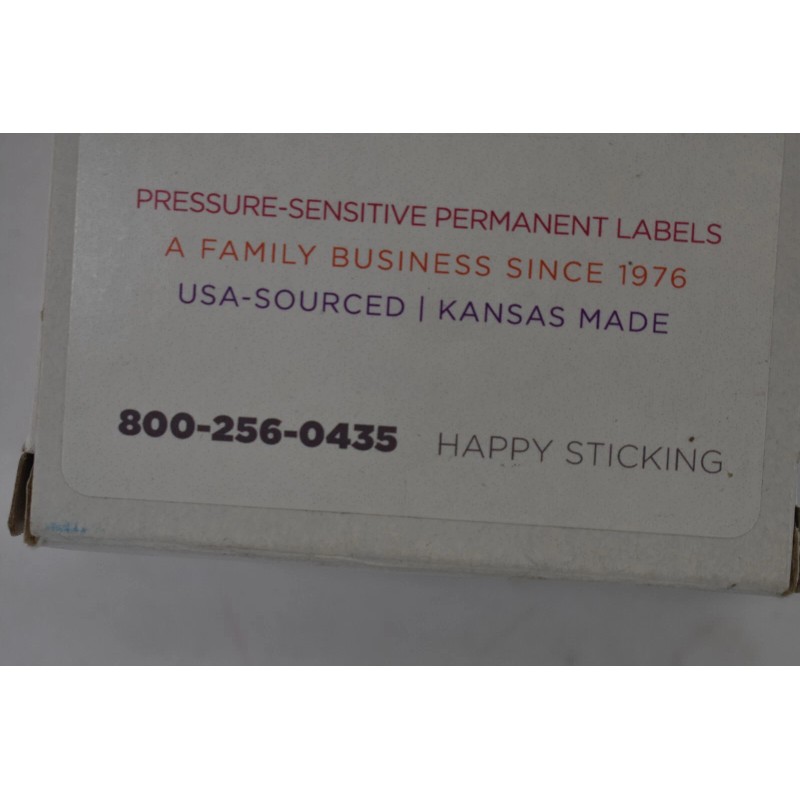 PRESSURE-SENSITIVE PERMANENT LABELS
A FAMILY BUSINESS SINCE 1976
USA-SOURCED | KANSAS MADE
800-256-0435 HAPPY STICKING.